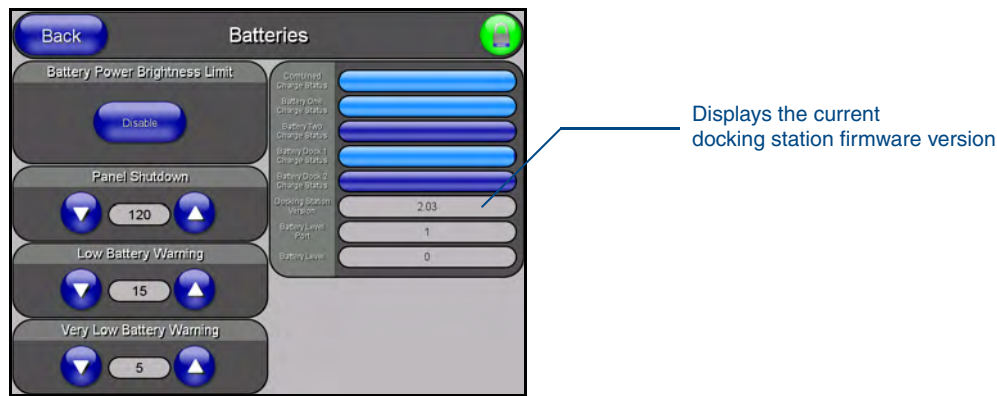 Back
Batteries
Battery Power Brightness Limit
Disable
Panel Shutdown
120
Low Battery Warning
15
Very Low Battery Warning
5
Combined
Charge Status
Battery One
Charge Status
Battery Two
Charge Status
Battery Dock 1
Charge Status
Battery Dock 2
Charge Status
Docking Station
Version
2.03
Battery Level
Port
1
Battery Level
0
Displays the current
docking station firmware version